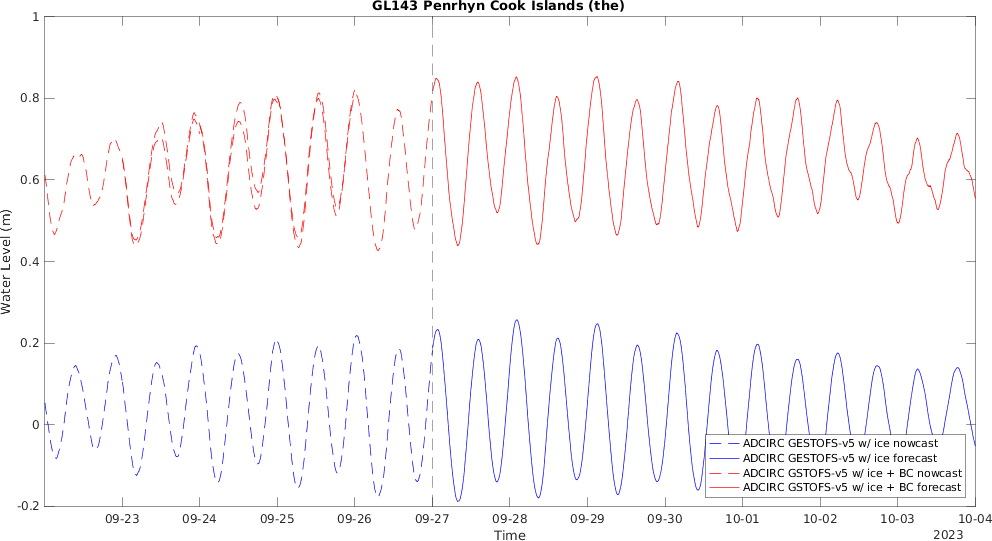 GL143 Penrhyn Cook Islands (the)
1
0.8
0.6
0.4
0.2
0
-0.2
Water Level (m)
ADCIRC GESTOFS-v5 w/ ice nowcast
ADCIRC GESTOFS-v5 w/ ice forecast
ADCIRC GSTOFS-v5 w/ ice + BC nowcast
ADCIRC GSTOFS-v5 w/ ice + BC forecast
09-23 09-24 09-25 09-26 09-27 09-28 09-29 09-30 10-01 10-02 10-03 10-04
Time 2023